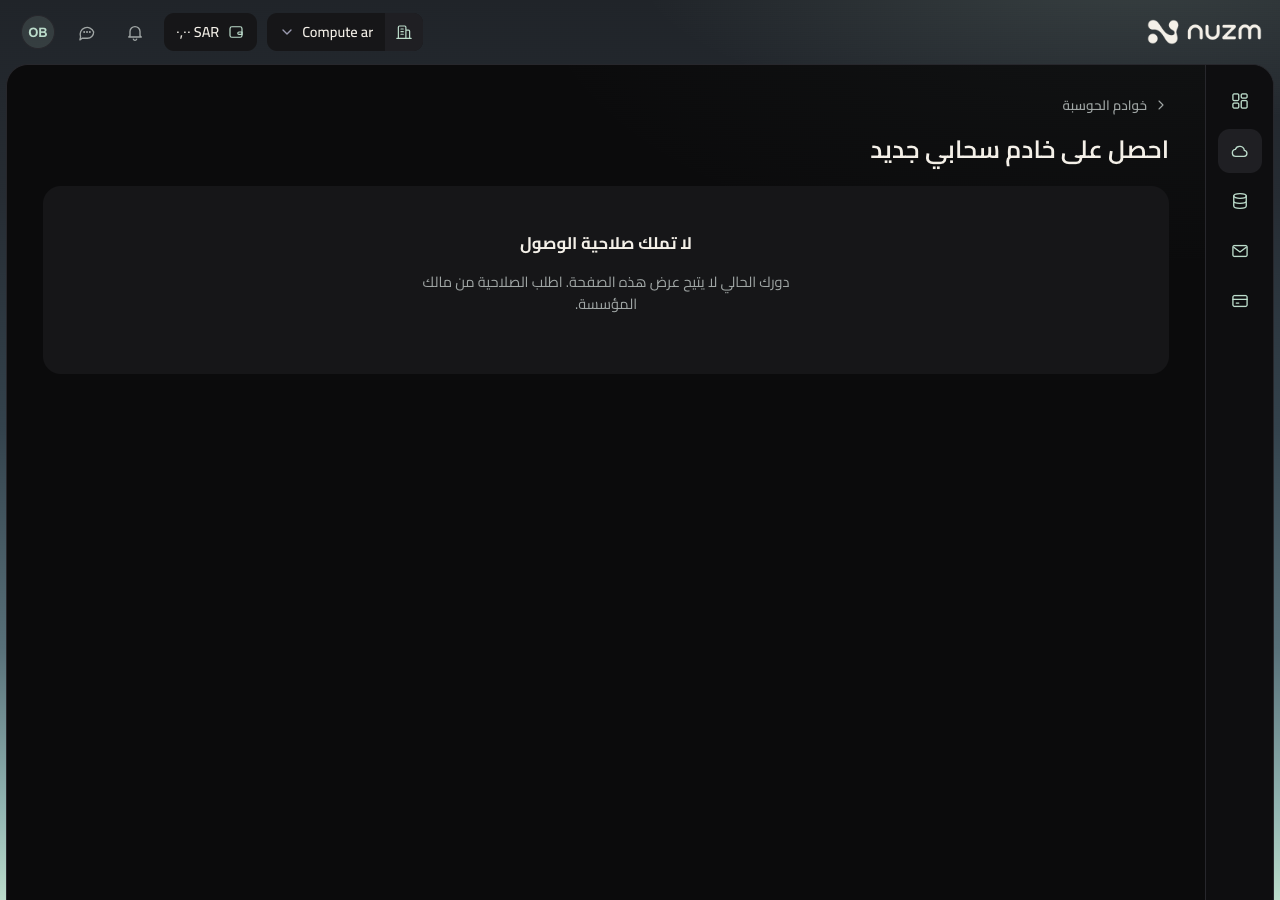 nuzm
Compute ar
٠٫٠٠ SAR
OB
خوادم الحوسبة
احصل على خادم سحابي جديد
لا تملك صلاحية الوصول
دورك الحالي لا يتيح عرض هذه الصفحة. اطلب الصلاحية من مالك
المؤسسة.